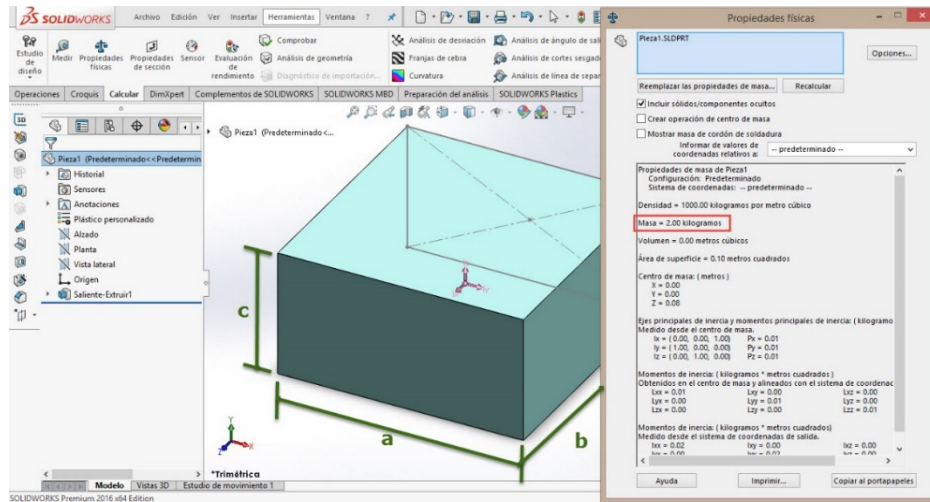 SOLIDWORKS
Archivo Edición Ver Insertar Herramientas Ventana ?
Estudio de diseño
Medir
Propiedades físicas
Propiedades de sección
Sensor
Evaluación de rendimiento
Comprobar
Análisis de geometría
Diagnóstico de importación...
Análisis de desviación
Franjas de cebra
Curvatura
Análisis de ángulo de sali
Análisis de cortes sesgad
Análisis de línea de separ
Operaciones Croquis Calcular DimXpert Complementos de SOLIDWORKS SOLIDWORKS MBD Preparación del análisis SOLIDWORKS Plastics
Pieza1 (Predeterminado<<Predetermin
Historial
Sensores
Anotaciones
Plástico personalizado
Alzado
Planta
Vista lateral
Origen
Saliente-Extruir1
Pieza1 (Predeterminado<...
c
a
b
*Trimétrica
Modelo Vistas 3D Estudio de movimiento 1
SOLIDWORKS Premium 2016 x64 Edition
Propiedades físicas
Pieza1.SLDPRT
Opciones...
Reemplazar las propiedades de masa... Recalcular
Incluir sólidos/componentes ocultos
Crear operación de centro de masa
Mostrar masa de cordón de soldadura
Informar de valores de
coordenadas relativos a: -- predeterminado --
Propiedades de masa de Pieza1
Configuración: Predeterminado
Sistema de coordenadas: -- predeterminado --
Densidad = 1000.00 kilogramos por metro cúbico
Masa = 2.00 kilogramos
Volumen = 0.00 metros cúbicos
Área de superficie = 0.10 metros cuadrados
Centro de masa: ( metros )
X = 0.00
Y = 0.00
Z = 0.08
Ejes principales de inercia y momentos principales de inercia: ( kilogramo
Medido desde el centro de masa.
Ix = ( 0.00, 0.00, 1.00) Px = 0.01
Iy = ( 1.00, 0.00, 0.00) Py = 0.01
Iz = ( 0.00, 1.00, 0.00) Pz = 0.01
Momentos de inercia: ( kilogramos * metros cuadrados )
Obtenidos en el centro de masa y alineados con el sistema de coordenac
Lxx = 0.01 Lxy = 0.00 Lxz = 0.00
Lyx = 0.00 Lyy = 0.01 Lyz = 0.00
Lzx = 0.00 Lzy = 0.00 Lzz = 0.01
Momentos de inercia: ( kilogramos * metros cuadrados)
Medido desde el sistema de coordenadas de salida.
Ixx = 0.02 Ixy = 0.00 Ixz = 0.00
Ayuda Imprimir... Copiar al portapapeles